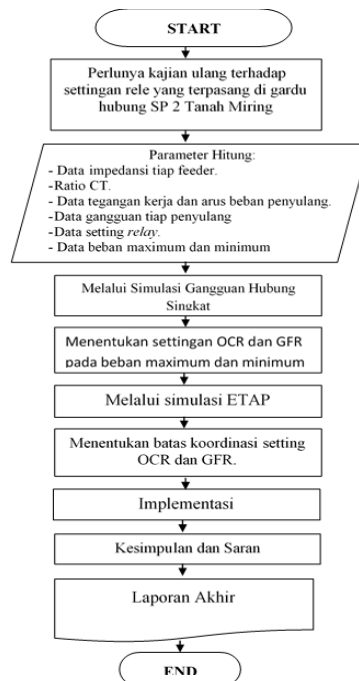 START
Perlunya kajian ulang terhadap
settingan rele yang terpasang di gardu
hubung SP 2 Tanah Miring
Parameter Hitung:
- Data impedansi tiap feeder.
-Ratio CT.
- Data tegangan kerja dan arus beban penyulang.
-Data gangguan tiap penyulang
-Data setting relay.
- Data beban maximum dan minimum
Melalui Simulasi Gangguan Hubung
Singkat
Menentukan settingan OCR dan GFR
pada beban maximum dan minimum
Melalui simulasi ETAP
Menentukan batas koordinasi setting
OCR dan GFR.
Implementasi
Kesimpulan dan Saran
Laporan Akhir
END